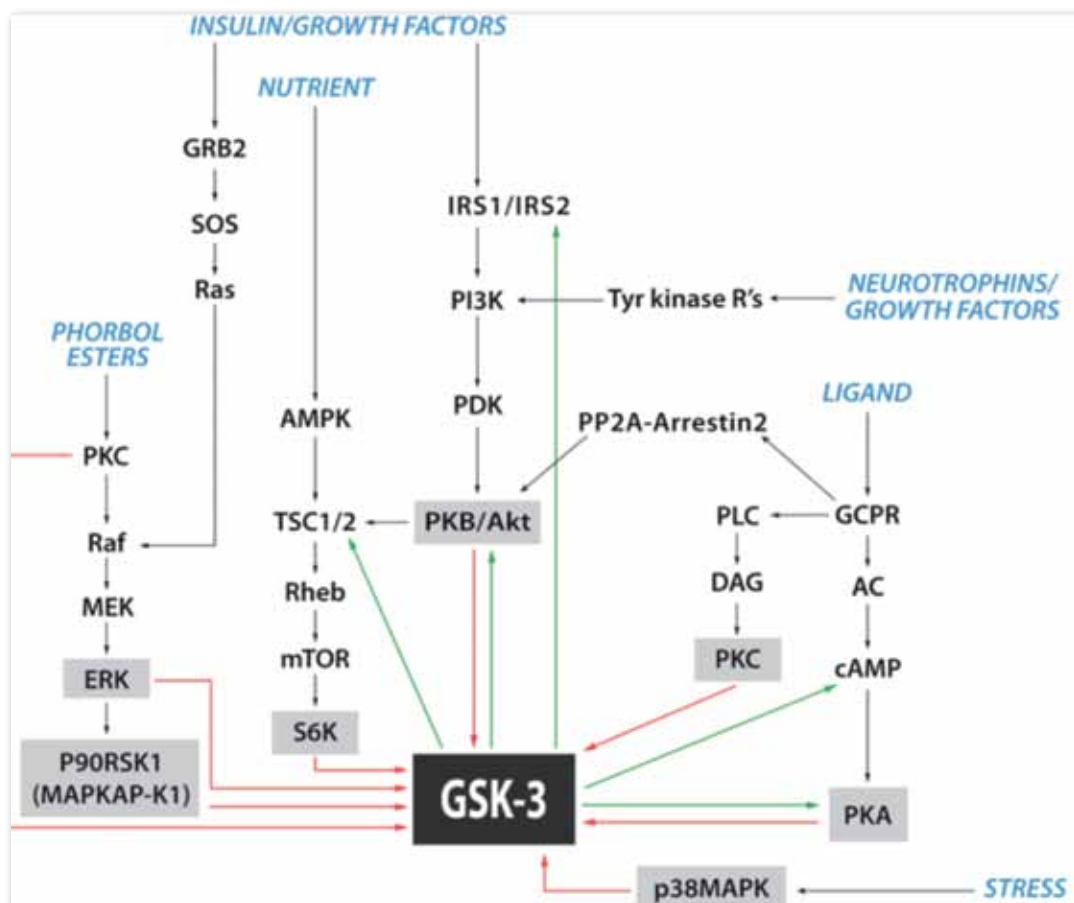 INSULIN/GROWTH FACTORS
NUTRIENT
GRB2
IRS1/IRS2
SOS
Ras
PI3K
Tyr kinase R's
NEUROTROPHINS/
GROWTH FACTORS
PHORBOL
ESTERS
AMPK
PDK
PP2A-Arrestin2
LIGAND
PKC
TSC1/2
PKB/Akt
PLC
GCPR
Raf
Rheb
DAG
AC
MEK
mTOR
PKC
cAMP
ERK
S6K
P90RSK1
(MAPKAP-K1)
GSK-3
PKA
p38MAPK
STRESS